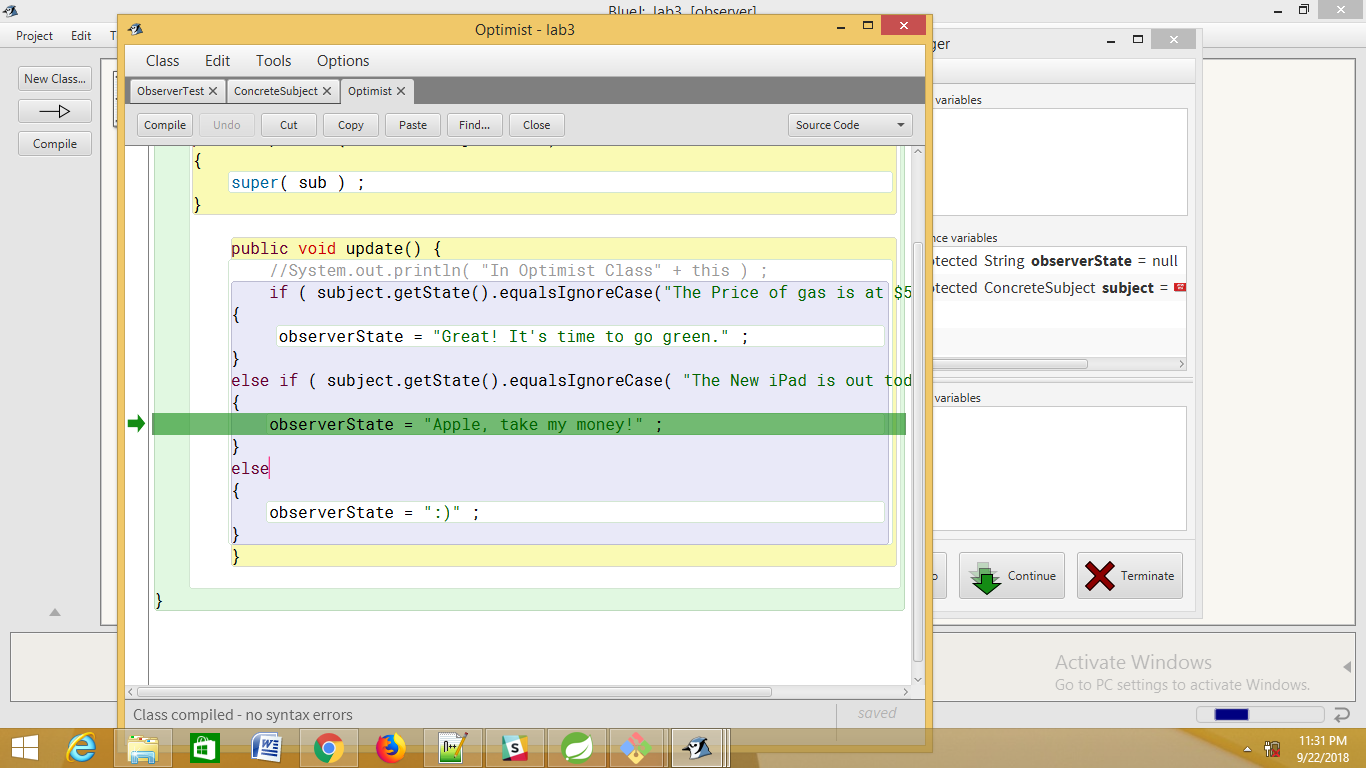 BlueJ: lab3 [observer]
Project Edit
New Class...
Compile
Optimist - lab3
Class Edit Tools Options
ObserverTest ConcreteSubject Optimist
Compile Undo Cut Copy Paste Find... Close Source Code
{
super( sub ) ;
}
public void update() {
//System.out.println( "In Optimist Class" + this ) ;
if ( subject.getState().equalsIgnoreCase("The Price of gas is at $5
{
observerState = "Great! It's time to go green." ;
}
else if ( subject.getState().equalsIgnoreCase( "The New iPad is out tod
{
observerState = "Apple, take my money!" ;
}
else
{
observerState = ":)" ;
}
}
}
Class compiled - no syntax errors
saved
variables
variables
String observerState = null
ConcreteSubject subject =
variables
Continue Terminate
Activate Windows
Go to PC settings to activate Windows.
11:31 PM
9/22/2018